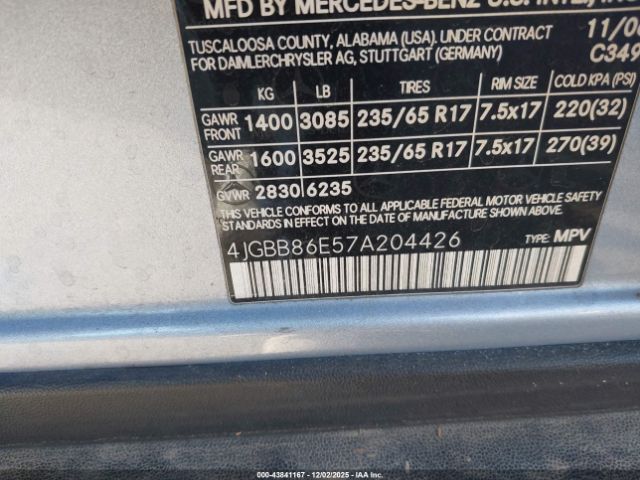 MFD BY MERCEDES-BENZ U.S. INTL, IN
TUSCALOOSA COUNTY, ALABAMA (USA), UNDER CONTRACT 11/0
FOR DAIMLERCHRYSLER AG, STUTTGART (GERMANY) C349
KG LB TIRES RIM SIZE COLD KPA (PSI)
GAWR FRONT 1400 3085 235/65 R17 7.5x17 220(32)
GAWR REAR 1600 3525 235/65 R17 7.5x17 270(39)
GVWR 2830 6235
THIS VEHICLE CONFORMS TO ALL APPLICABLE FEDERAL MOTOR VEHICLE SAFETY
STANDARDS IN EFFECT ON THE DATE OF MANUFACTURE SHOWN ABOVE.
4JGBB86E57A204426 TYPE: MPV
000-43841167 - 12/02/2025 - IAAI.COM